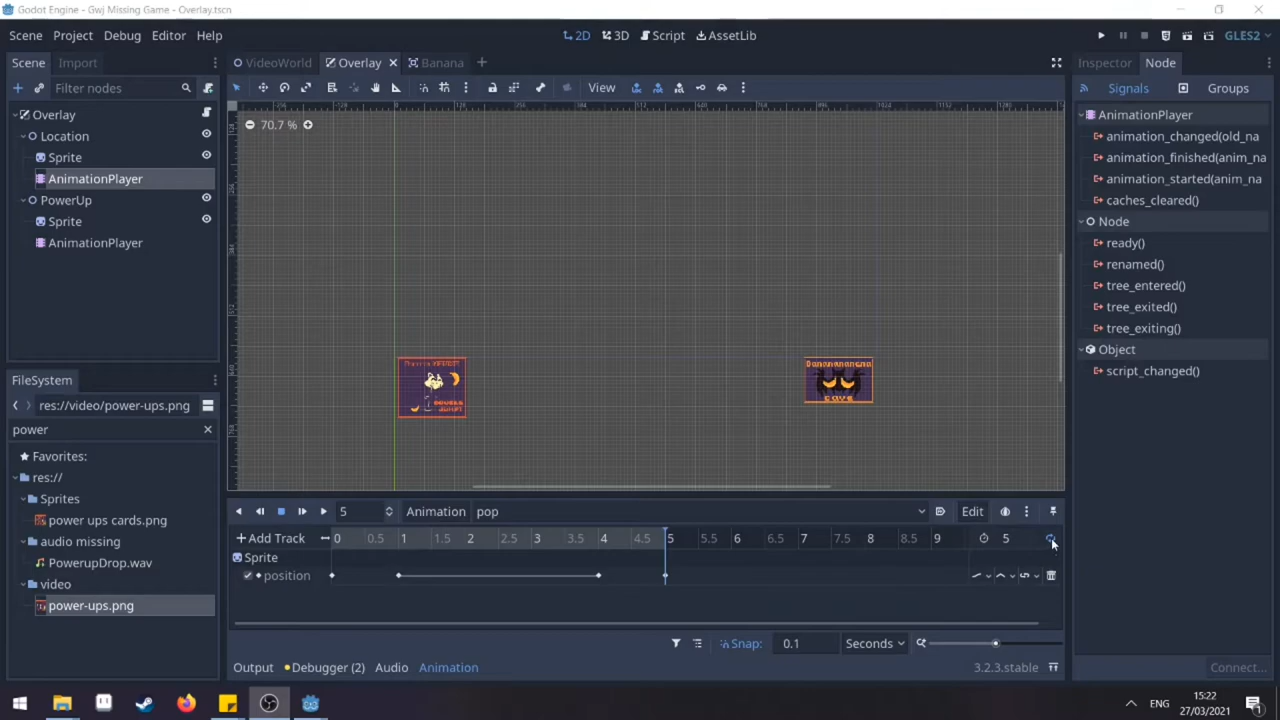 Godot Engine - Gwj Missing Game - Overlay.tscn
Scene Project Debug Editor Help
2D 3D Script AssetLib
GLES2
Scene Import
VideoWorld Overlay Banana
Inspector Node
Filter nodes
View
Signals Groups
Overlay
Location
Sprite
AnimationPlayer
PowerUp
Sprite
AnimationPlayer
70.7 %
AnimationPlayer
animation_changed(old_na
animation_finished(anim_na
animation_started(anim_na
caches_cleared()
Node
ready()
renamed()
tree_entered()
tree_exited()
tree_exiting()
Object
script_changed()
FileSystem
res://video/power-ups.png
power
Favorites:
res://
Sprites
power ups cards.png
audio missing
PowerupDrop.wav
video
power-ups.png
DOUBLE
JUMP
CAVE
5 Animation pop Edit
Add Track 0 0.5 1 1.5 2 2.5 3 3.5 4 4.5 5 5.5 6 6.5 7 7.5 8 8.5 9 5
Sprite
position
Snap: 0.1 Seconds
Output Debugger (2) Audio Animation 3.2.3.stable
Connect...
ENG
15:22
27/03/2021
1